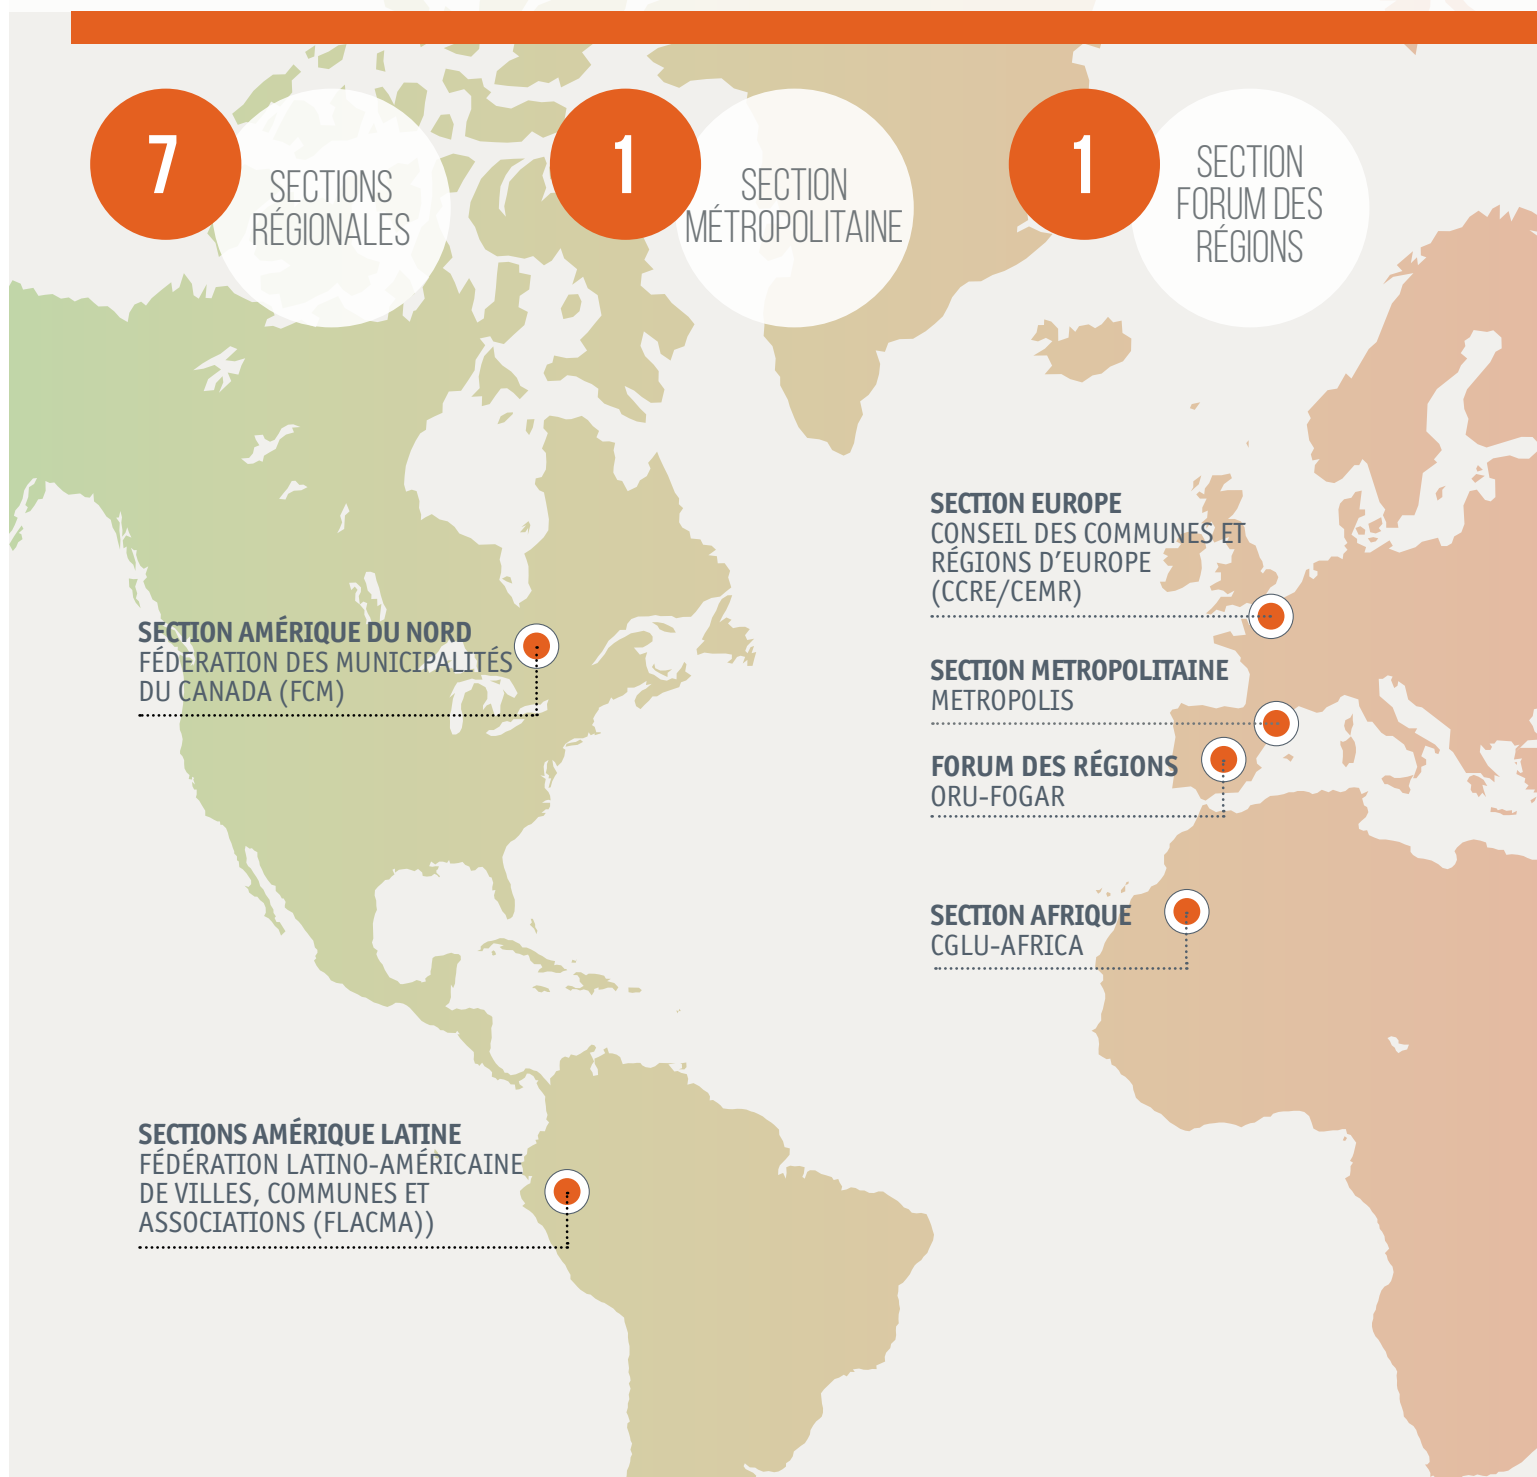 7
SECTIONS
RÉGIONALES
1
SECTION
MÉTROPOLITAINE
1
SECTION
FORUM DES
RÉGIONS
SECTION EUROPE
CONSEIL DES COMMUNES ET
RÉGIONS D'EUROPE
(CCRE/CEMR)
SECTION AMÉRIQUE DU NORD
FÉDERATION DES MUNICIPALITÉS
DU CANADA (FCM)
SECTION METROPOLITAINE
METROPOLIS
FORUM DES RÉGIONS
ORU-FOGAR
SECTION AFRIQUE
CGLU-AFRICA
SECTIONS AMÉRIQUE LATINE
FÉDÉRATION LATINO-AMÉRICAINE
DE VILLES, COMMUNES ET
ASSOCIATIONS (FLACMA))